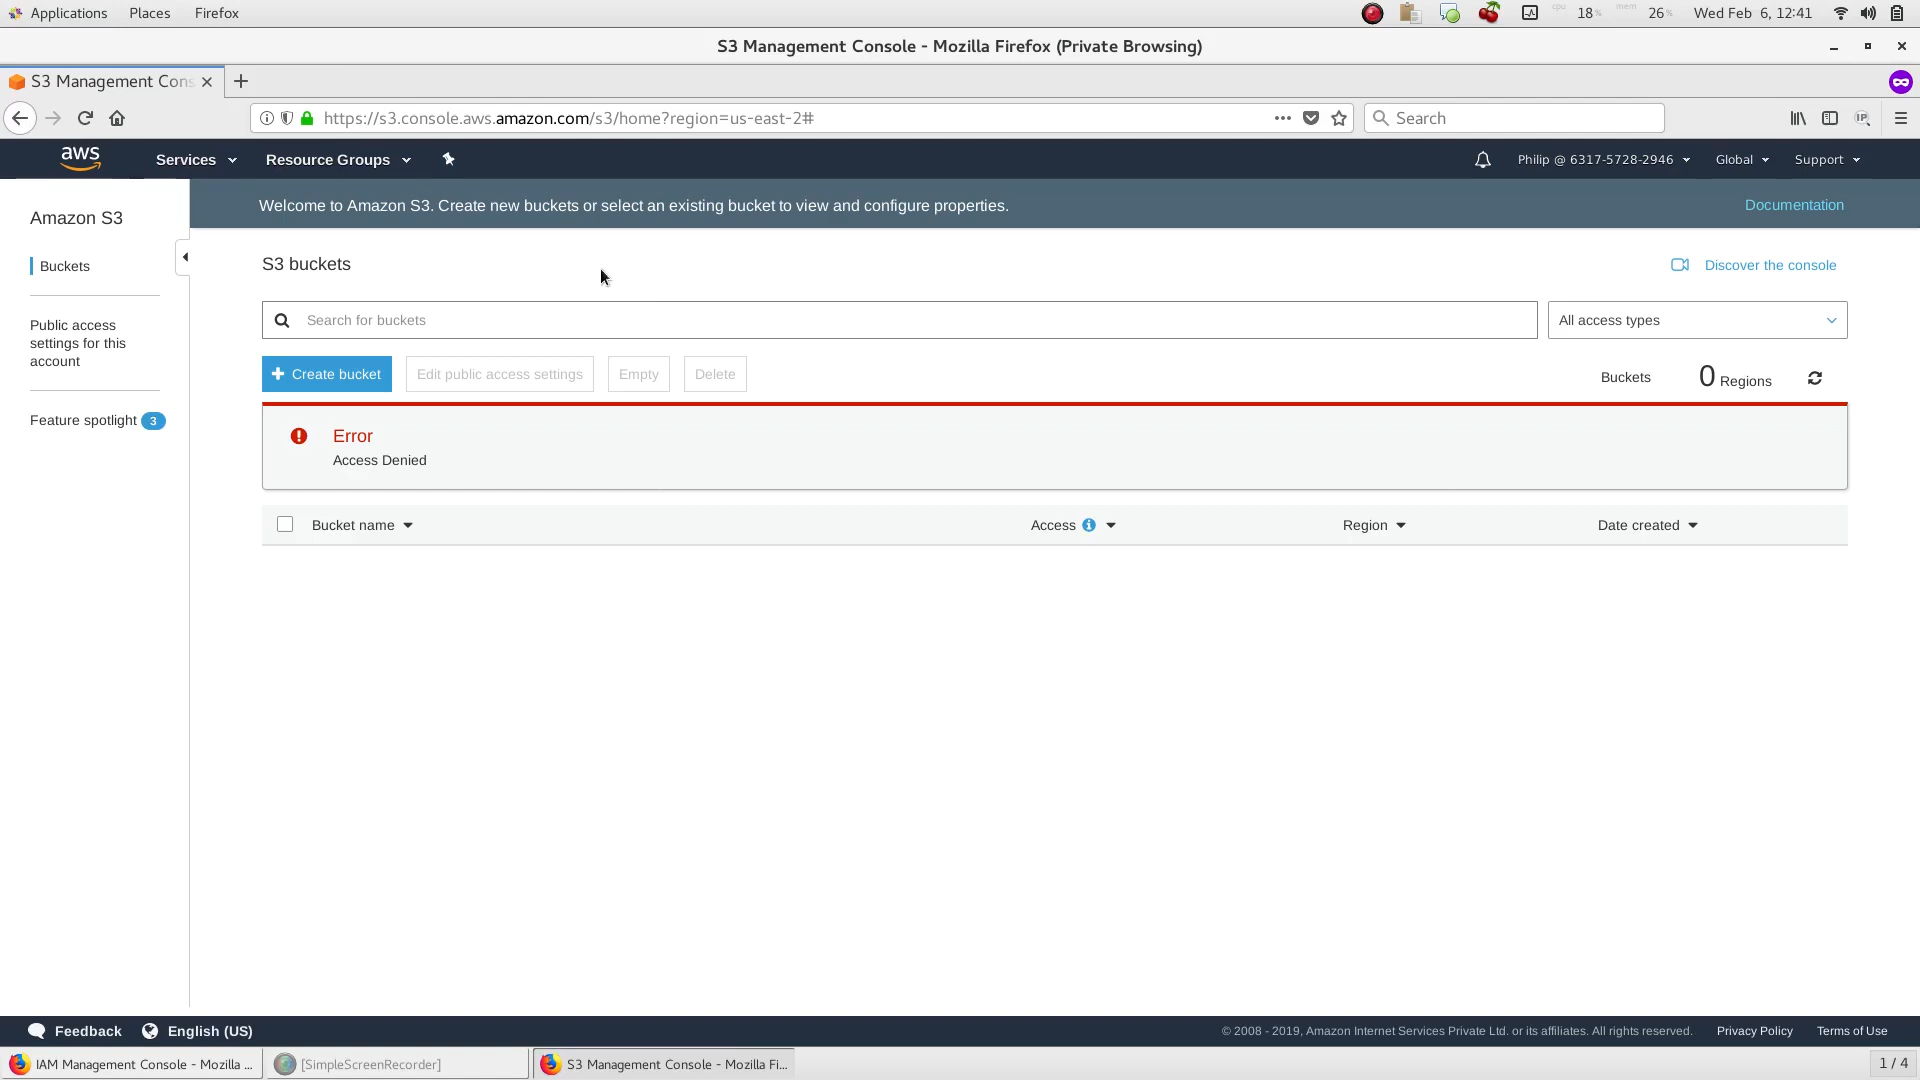 Applications Places Firefox cpu 18% mem 26% Wed Feb 6, 12:41
S3 Management Console - Mozilla Firefox (Private Browsing)
S3 Management Cons
https://s3.console.aws.amazon.com/s3/home?region=us-east-2# Search IP
aws Services Resource Groups Philip @ 6317-5728-2946 Global Support
Amazon S3
Welcome to Amazon S3. Create new buckets or select an existing bucket to view and configure properties. Documentation
Buckets
S3 buckets Discover the console
Public access
settings for this
account
Search for buckets All access types
Create bucket Edit public access settings Empty Delete Buckets 0 Regions
Feature spotlight 3
Error
Access Denied
Bucket name Access Region Date created
Feedback English (US) © 2008 - 2019, Amazon Internet Services Private Ltd. or its affiliates. All rights reserved. Privacy Policy Terms of Use
IAM Management Console - Mozilla ... [SimpleScreenRecorder] S3 Management Console - Mozilla Fi... 1 / 4